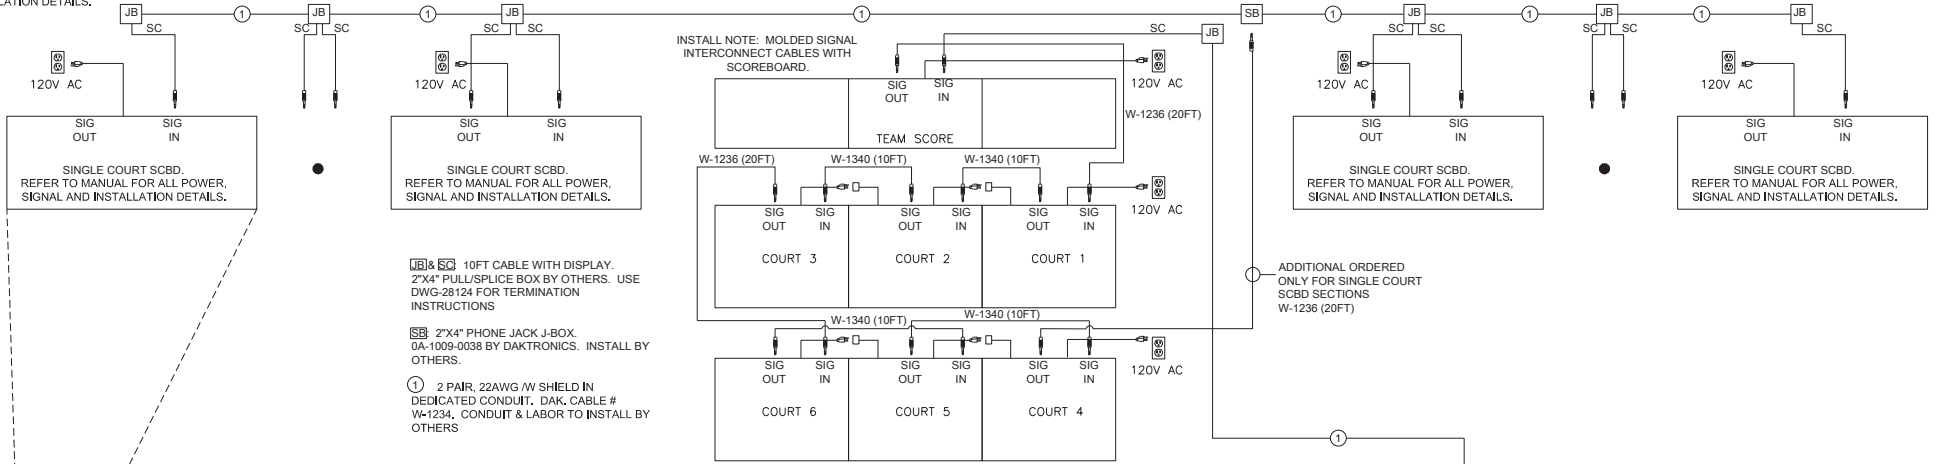 LATION DETAILS.
JB
1
JB
1
JB
1
SB
1
JB
1
JB
1
JB
SC
SC
SC
SC
SC
SC
JB
SC
SC
SC
SC
SC
120V AC
SIG OUT
SIG IN
SINGLE COURT SCBD.
REFER TO MANUAL FOR ALL POWER,
SIGNAL AND INSTALLATION DETAILS.
120V AC
SIG OUT
SIG IN
SINGLE COURT SCBD.
REFER TO MANUAL FOR ALL POWER,
SIGNAL AND INSTALLATION DETAILS.
INSTALL NOTE: MOLDED SIGNAL
INTERCONNECT CABLES WITH
SCOREBOARD.
120V AC
SIG OUT
SIG IN
TEAM SCORE
W-1236 (20FT)
W-1236 (20FT)
W-1340 (10FT)
W-1340 (10FT)
120V AC
SIG OUT
SIG IN
SIG OUT
SIG IN
SIG OUT
SIG IN
COURT 3
COURT 2
COURT 1
W-1340 (10FT)
W-1340 (10FT)
120V AC
SIG OUT
SIG IN
SIG OUT
SIG IN
SIG OUT
SIG IN
COURT 6
COURT 5
COURT 4
JB & SC: 10FT CABLE WITH DISPLAY.
2"X4" PULL/SPLICE BOX BY OTHERS. USE
DWG-28124 FOR TERMINATION
INSTRUCTIONS
SB: 2"X4" PHONE JACK J-BOX.
0A-1009-0038 BY DAKTRONICS. INSTALL BY
OTHERS.
1 2 PAIR, 22AWG /W SHIELD IN
DEDICATED CONDUIT. DAK. CABLE #
W-1234. CONDUIT & LABOR TO INSTALL BY
OTHERS
ADDITIONAL ORDERED
ONLY FOR SINGLE COURT
SCBD SECTIONS
W-1236 (20FT)
1
120V AC
SIG OUT
SIG IN
SINGLE COURT SCBD.
REFER TO MANUAL FOR ALL POWER,
SIGNAL AND INSTALLATION DETAILS.
120V AC
SIG OUT
SIG IN
SINGLE COURT SCBD.
REFER TO MANUAL FOR ALL POWER,
SIGNAL AND INSTALLATION DETAILS.